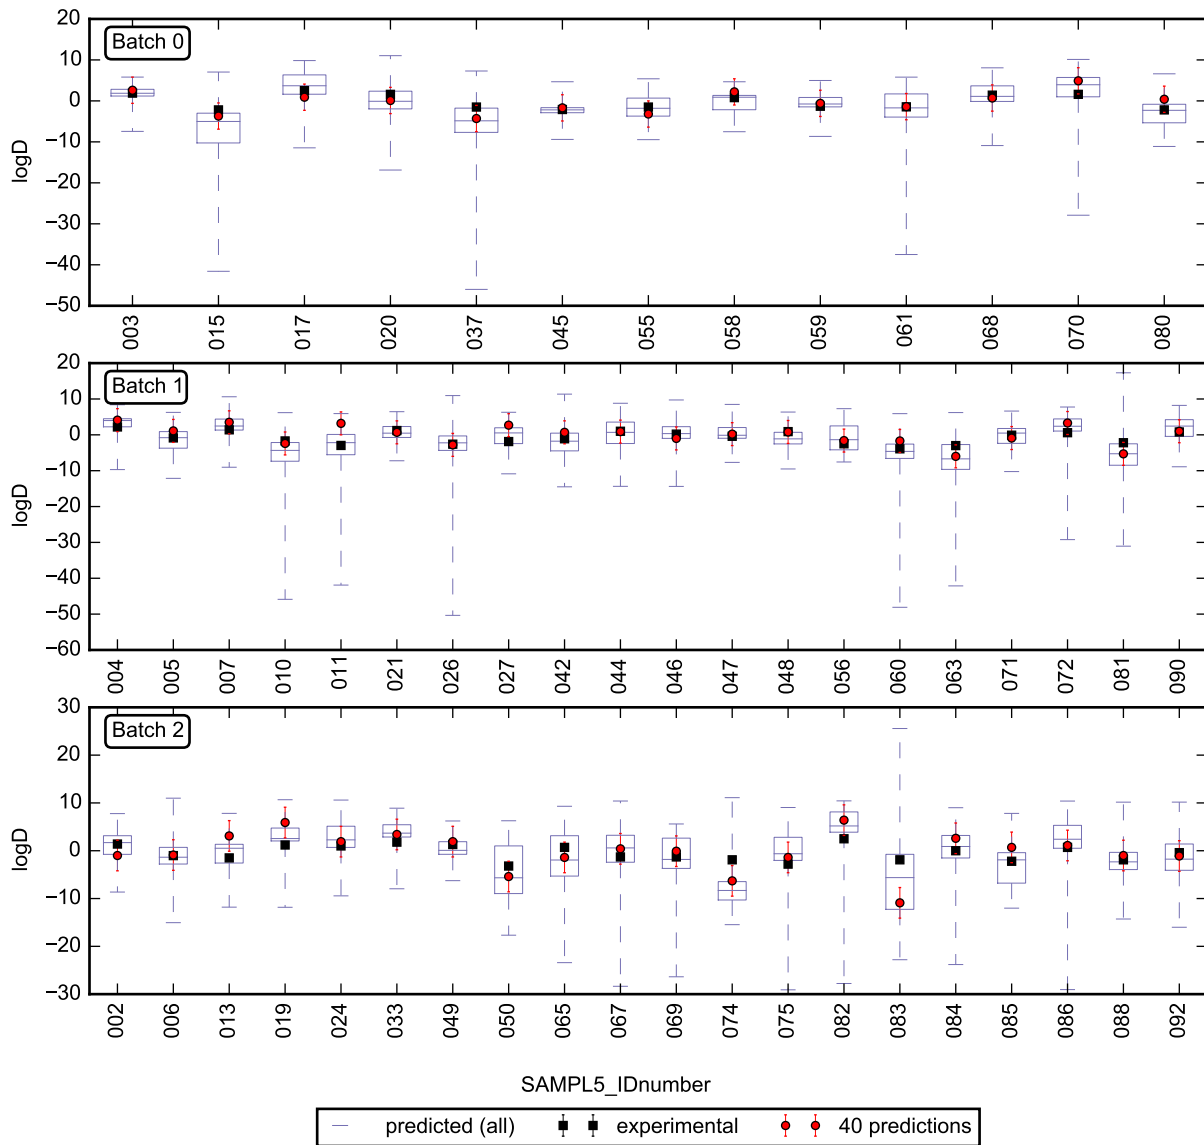 20
Batch 0
10
0
−10
−20
−30
−40
−50
logD
003 015 017 020 037 045 055 058 059 061 068 070 080
20
Batch 1
10
0
−10
−20
−30
−40
−50
−60
logD
004 005 007 010 011 021 026 027 042 044 046 047 048 056 060 063 071 072 081 090
30
Batch 2
20
10
0
−10
−20
−30
logD
002 006 013 019 024 033 049 050 065 067 069 074 075 082 083 084 085 086 088 092
SAMPL5_IDnumber
predicted (all) experimental 40 predictions